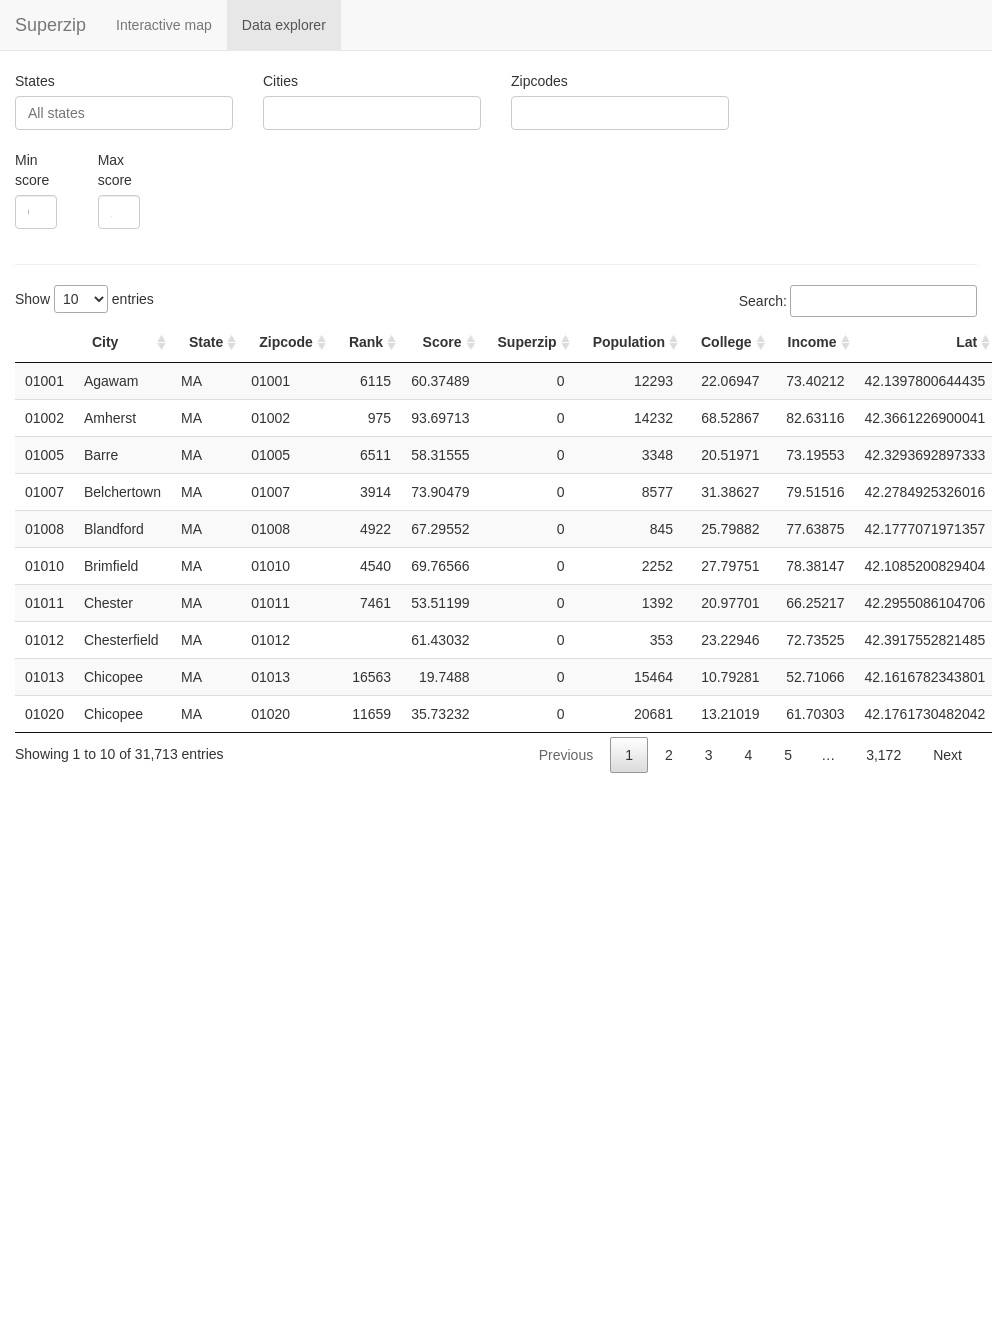 Superzip Interactive map Data explorer
States Cities Zipcodes
All states
Min score Max score
Show 10 entries Search:
City State Zipcode Rank Score Superzip Population College Income Lat
01001 Agawam MA 01001 6115 60.37489 0 12293 22.06947 73.40212 42.1397800644435
01002 Amherst MA 01002 975 93.69713 0 14232 68.52867 82.63116 42.3661226900041
01005 Barre MA 01005 6511 58.31555 0 3348 20.51971 73.19553 42.3293692897333
01007 Belchertown MA 01007 3914 73.90479 0 8577 31.38627 79.51516 42.2784925326016
01008 Blandford MA 01008 4922 67.29552 0 845 25.79882 77.63875 42.1777071971357
01010 Brimfield MA 01010 4540 69.76566 0 2252 27.79751 78.38147 42.1085200829404
01011 Chester MA 01011 7461 53.51199 0 1392 20.97701 66.25217 42.2955086104706
01012 Chesterfield MA 01012 61.43032 0 353 23.22946 72.73525 42.3917552821485
01013 Chicopee MA 01013 16563 19.7488 0 15464 10.79281 52.71066 42.1616782343801
01020 Chicopee MA 01020 11659 35.73232 0 20681 13.21019 61.70303 42.1761730482042
Showing 1 to 10 of 31,713 entries Previous 1 2 3 4 5 … 3,172 Next